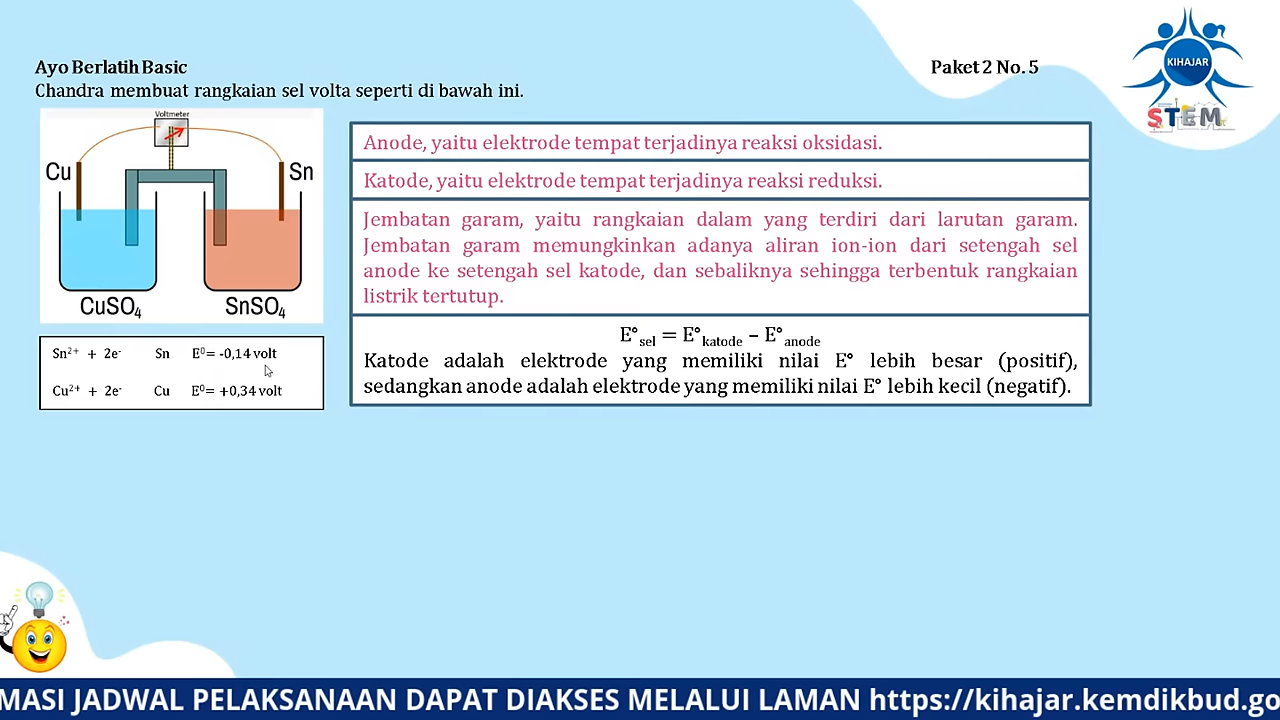 Ayo Berlatih Basic
Paket 2 No. 5
Chandra membuat rangkaian sel volta seperti di bawah ini.
KIHAJAR
STEM
Voltmeter
Cu
Sn
CuSO₄
SnSO₄
Sn²⁺ + 2e⁻ Sn E⁰= -0,14 volt
Cu²⁺ + 2e⁻ Cu E⁰= +0,34 volt
Anode, yaitu elektrode tempat terjadinya reaksi oksidasi.
Katode, yaitu elektrode tempat terjadinya reaksi reduksi.
Jembatan garam, yaitu rangkaian dalam yang terdiri dari larutan garam.
Jembatan garam memungkinkan adanya aliran ion-ion dari setengah sel
anode ke setengah sel katode, dan sebaliknya sehingga terbentuk rangkaian
listrik tertutup.
E°sel = E°katode – E°anode
Katode adalah elektrode yang memiliki nilai E° lebih besar (positif),
sedangkan anode adalah elektrode yang memiliki nilai E° lebih kecil (negatif).
MASI JADWAL PELAKSANAAN DAPAT DIAKSES MELALUI LAMAN https://kihajar.kemdikbud.go